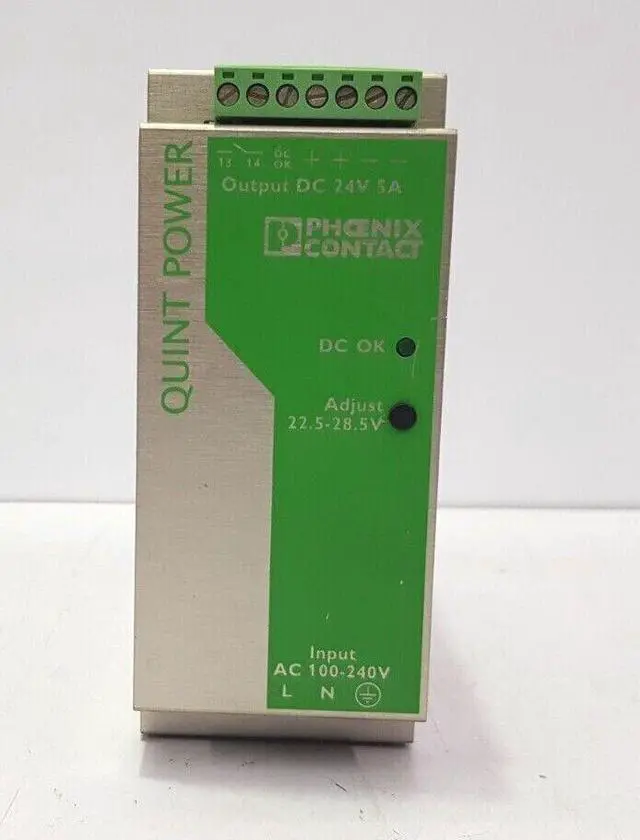 13 14 DC OK + + − −
Output DC 24V 5A
PHŒNIX
CONTACT
QUINT POWER
DC OK
Adjust
22.5-28.5V
Input
AC 100-240V
L N